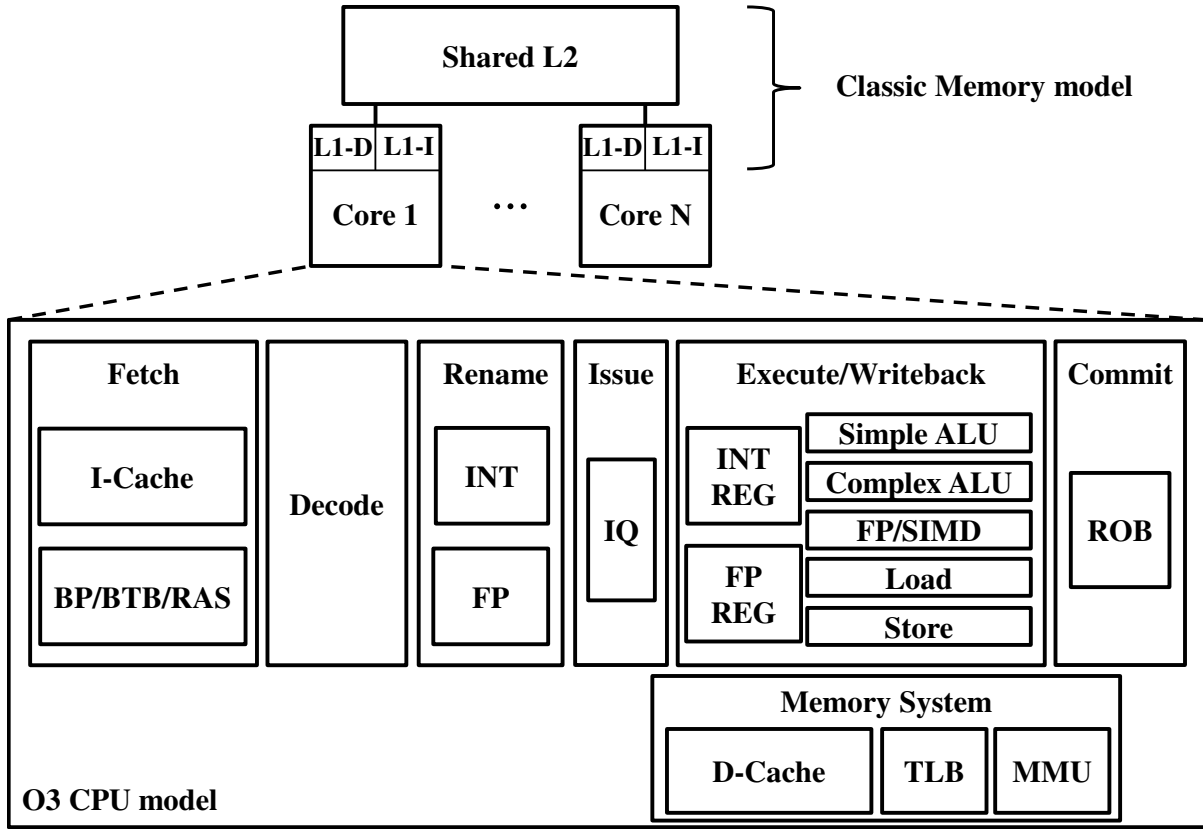 Shared L2
Classic Memory model
L1-D L1-I
L1-D L1-I
Core 1
...
Core N
Fetch
I-Cache
BP/BTB/RAS
Decode
Rename
INT
FP
Issue
IQ
Execute/Writeback
INT
REG
FP
REG
Simple ALU
Complex ALU
FP/SIMD
Load
Store
Commit
ROB
Memory System
D-Cache
TLB
MMU
O3 CPU model